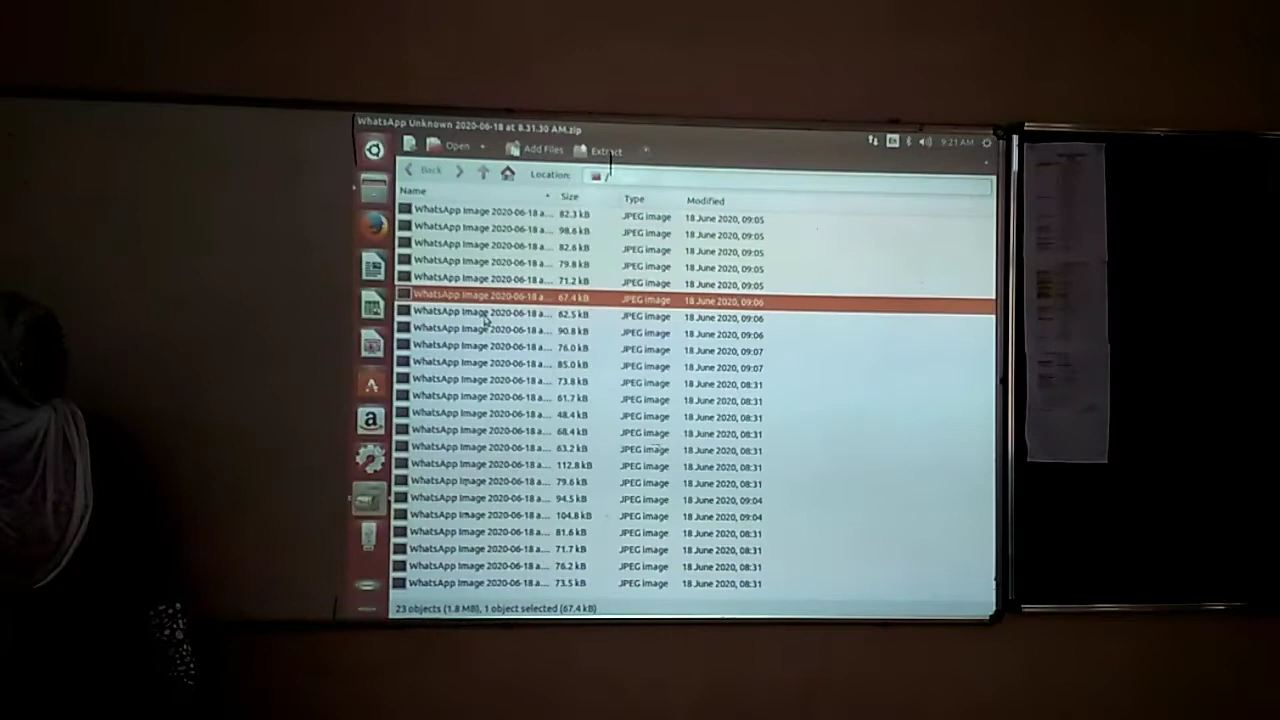 WhatsApp Unknown 2020-06-18 at 8.31.30 AM.zip
Open Add Files Extract En 9:21 AM
Back Location: /
Name Size Type Modified
WhatsApp Image 2020-06-18 a... 82.3 kB JPEG image 18 June 2020, 09:05
WhatsApp Image 2020-06-18 a... 98.6 kB JPEG image 18 June 2020, 09:05
WhatsApp Image 2020-06-18 a... 82.6 kB JPEG image 18 June 2020, 09:05
WhatsApp Image 2020-06-18 a... 79.8 kB JPEG image 18 June 2020, 09:05
WhatsApp Image 2020-06-18 a... 71.2 kB JPEG image 18 June 2020, 09:05
WhatsApp Image 2020-06-18 a... 67.4 kB JPEG image 18 June 2020, 09:06
WhatsApp Image 2020-06-18 a... 62.5 kB JPEG image 18 June 2020, 09:06
WhatsApp Image 2020-06-18 a... 90.8 kB JPEG image 18 June 2020, 09:06
WhatsApp Image 2020-06-18 a... 76.0 kB JPEG image 18 June 2020, 09:07
WhatsApp Image 2020-06-18 a... 85.0 kB JPEG image 18 June 2020, 09:07
WhatsApp Image 2020-06-18 a... 73.8 kB JPEG image 18 June 2020, 08:31
WhatsApp Image 2020-06-18 a... 61.7 kB JPEG image 18 June 2020, 08:31
WhatsApp Image 2020-06-18 a... 48.4 kB JPEG image 18 June 2020, 08:31
WhatsApp Image 2020-06-18 a... 68.4 kB JPEG image 18 June 2020, 08:31
WhatsApp Image 2020-06-18 a... 63.2 kB JPEG image 18 June 2020, 08:31
WhatsApp Image 2020-06-18 a... 112.8 kB JPEG image 18 June 2020, 08:31
WhatsApp Image 2020-06-18 a... 79.6 kB JPEG image 18 June 2020, 08:31
WhatsApp Image 2020-06-18 a... 94.5 kB JPEG image 18 June 2020, 09:04
WhatsApp Image 2020-06-18 a... 104.8 kB JPEG image 18 June 2020, 09:04
WhatsApp Image 2020-06-18 a... 81.6 kB JPEG image 18 June 2020, 08:31
WhatsApp Image 2020-06-18 a... 71.7 kB JPEG image 18 June 2020, 08:31
WhatsApp Image 2020-06-18 a... 76.2 kB JPEG image 18 June 2020, 08:31
WhatsApp Image 2020-06-18 a... 73.5 kB JPEG image 18 June 2020, 08:31
23 objects (1.8 MB), 1 object selected (67.4 kB)